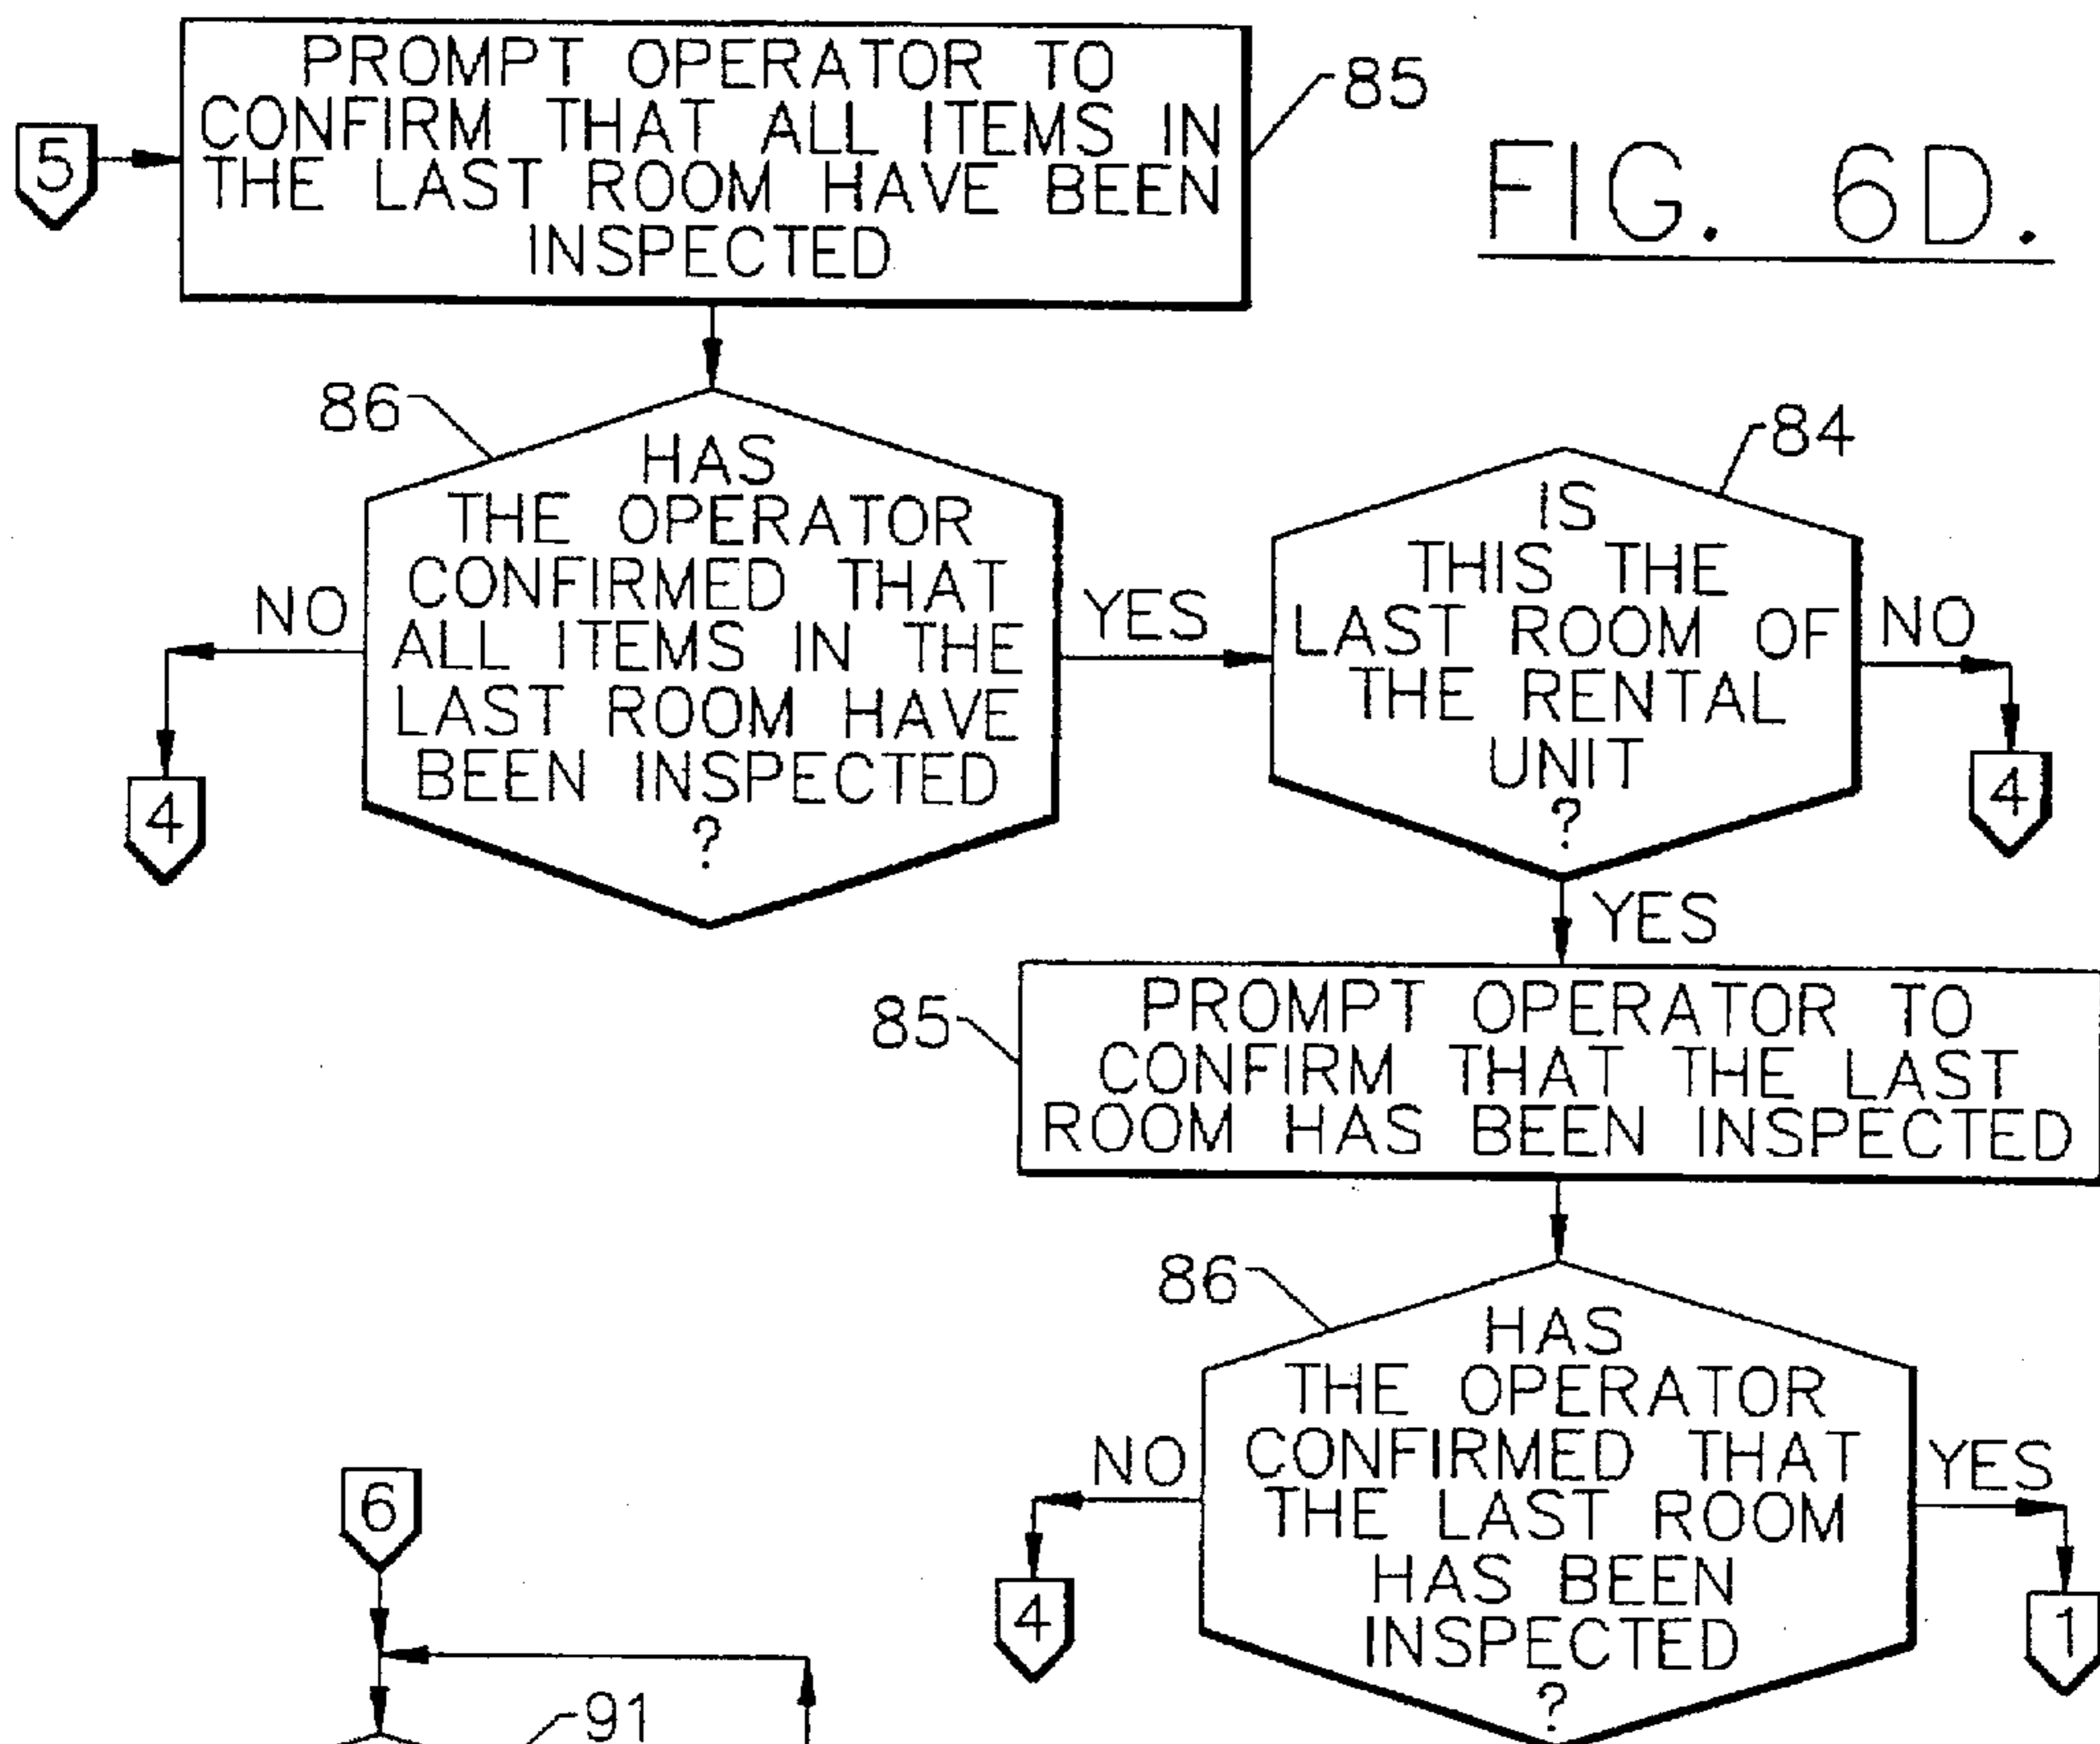 PROMPT OPERATOR TO
CONFIRM THAT ALL ITEMS IN
THE LAST ROOM HAVE BEEN
INSPECTED
85
5
FIG. 6D.
86
HAS
THE OPERATOR
CONFIRMED THAT
ALL ITEMS IN THE
LAST ROOM HAVE
BEEN INSPECTED
?
NO
4
YES
84
IS
THIS THE
LAST ROOM OF
THE RENTAL
UNIT
?
NO
4
YES
85
PROMPT OPERATOR TO
CONFIRM THAT THE LAST
ROOM HAS BEEN INSPECTED
86
HAS
THE OPERATOR
CONFIRMED THAT
THE LAST ROOM
HAS BEEN
INSPECTED
?
NO
4
YES
1
6
91